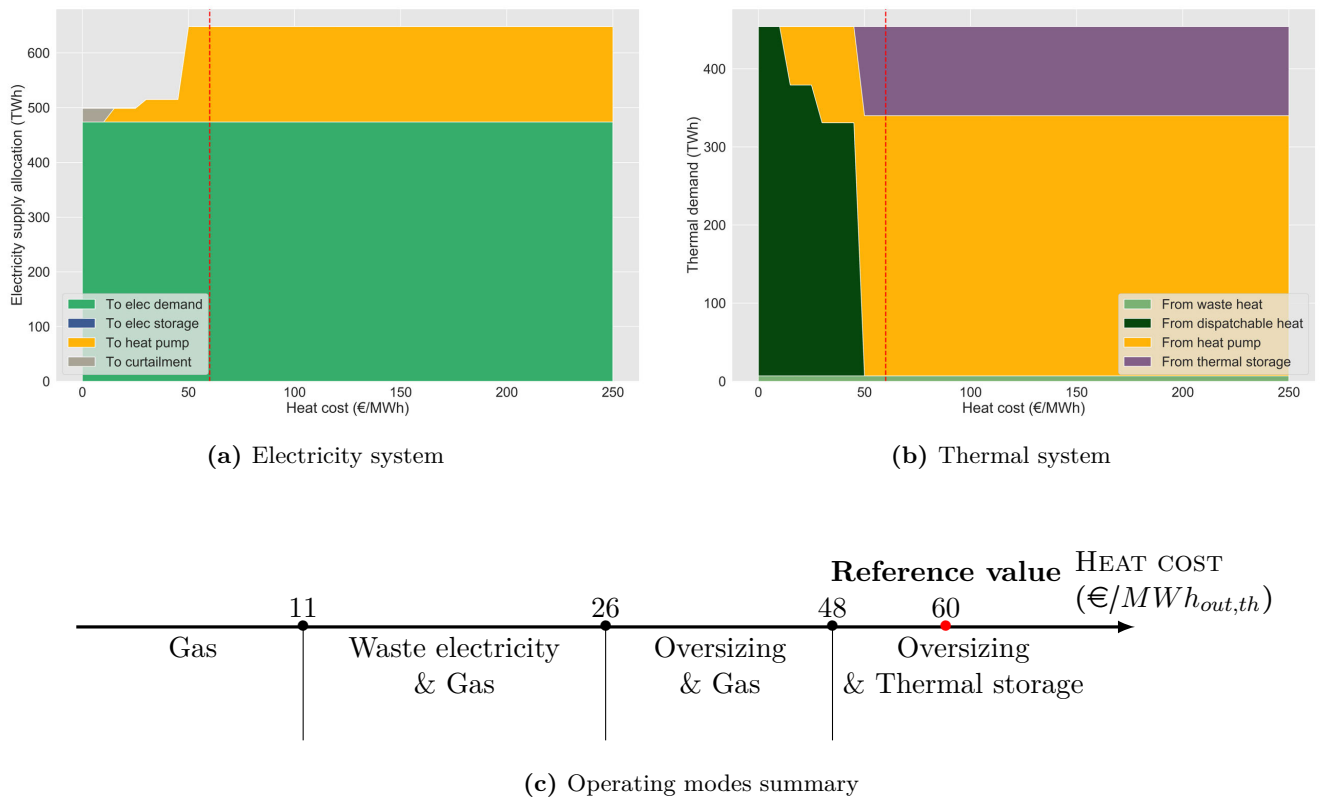 600
500
400
300
200
100
0
Electricity supply allocation (TWh)
To elec demand
To elec storage
To heat pump
To curtailment
0
50
100
150
200
250
Heat cost (€/MWh)
(a) Electricity system
400
300
200
100
0
Thermal demand (TWh)
From waste heat
From dispatchable heat
From heat pump
From thermal storage
0
50
100
150
200
250
Heat cost (€/MWh)
(b) Thermal system
Reference value
HEAT COST
(€/MWh_{out,th})
11
26
48
60
Gas
Waste electricity
& Gas
Oversizing
& Gas
Oversizing
& Thermal storage
(c) Operating modes summary